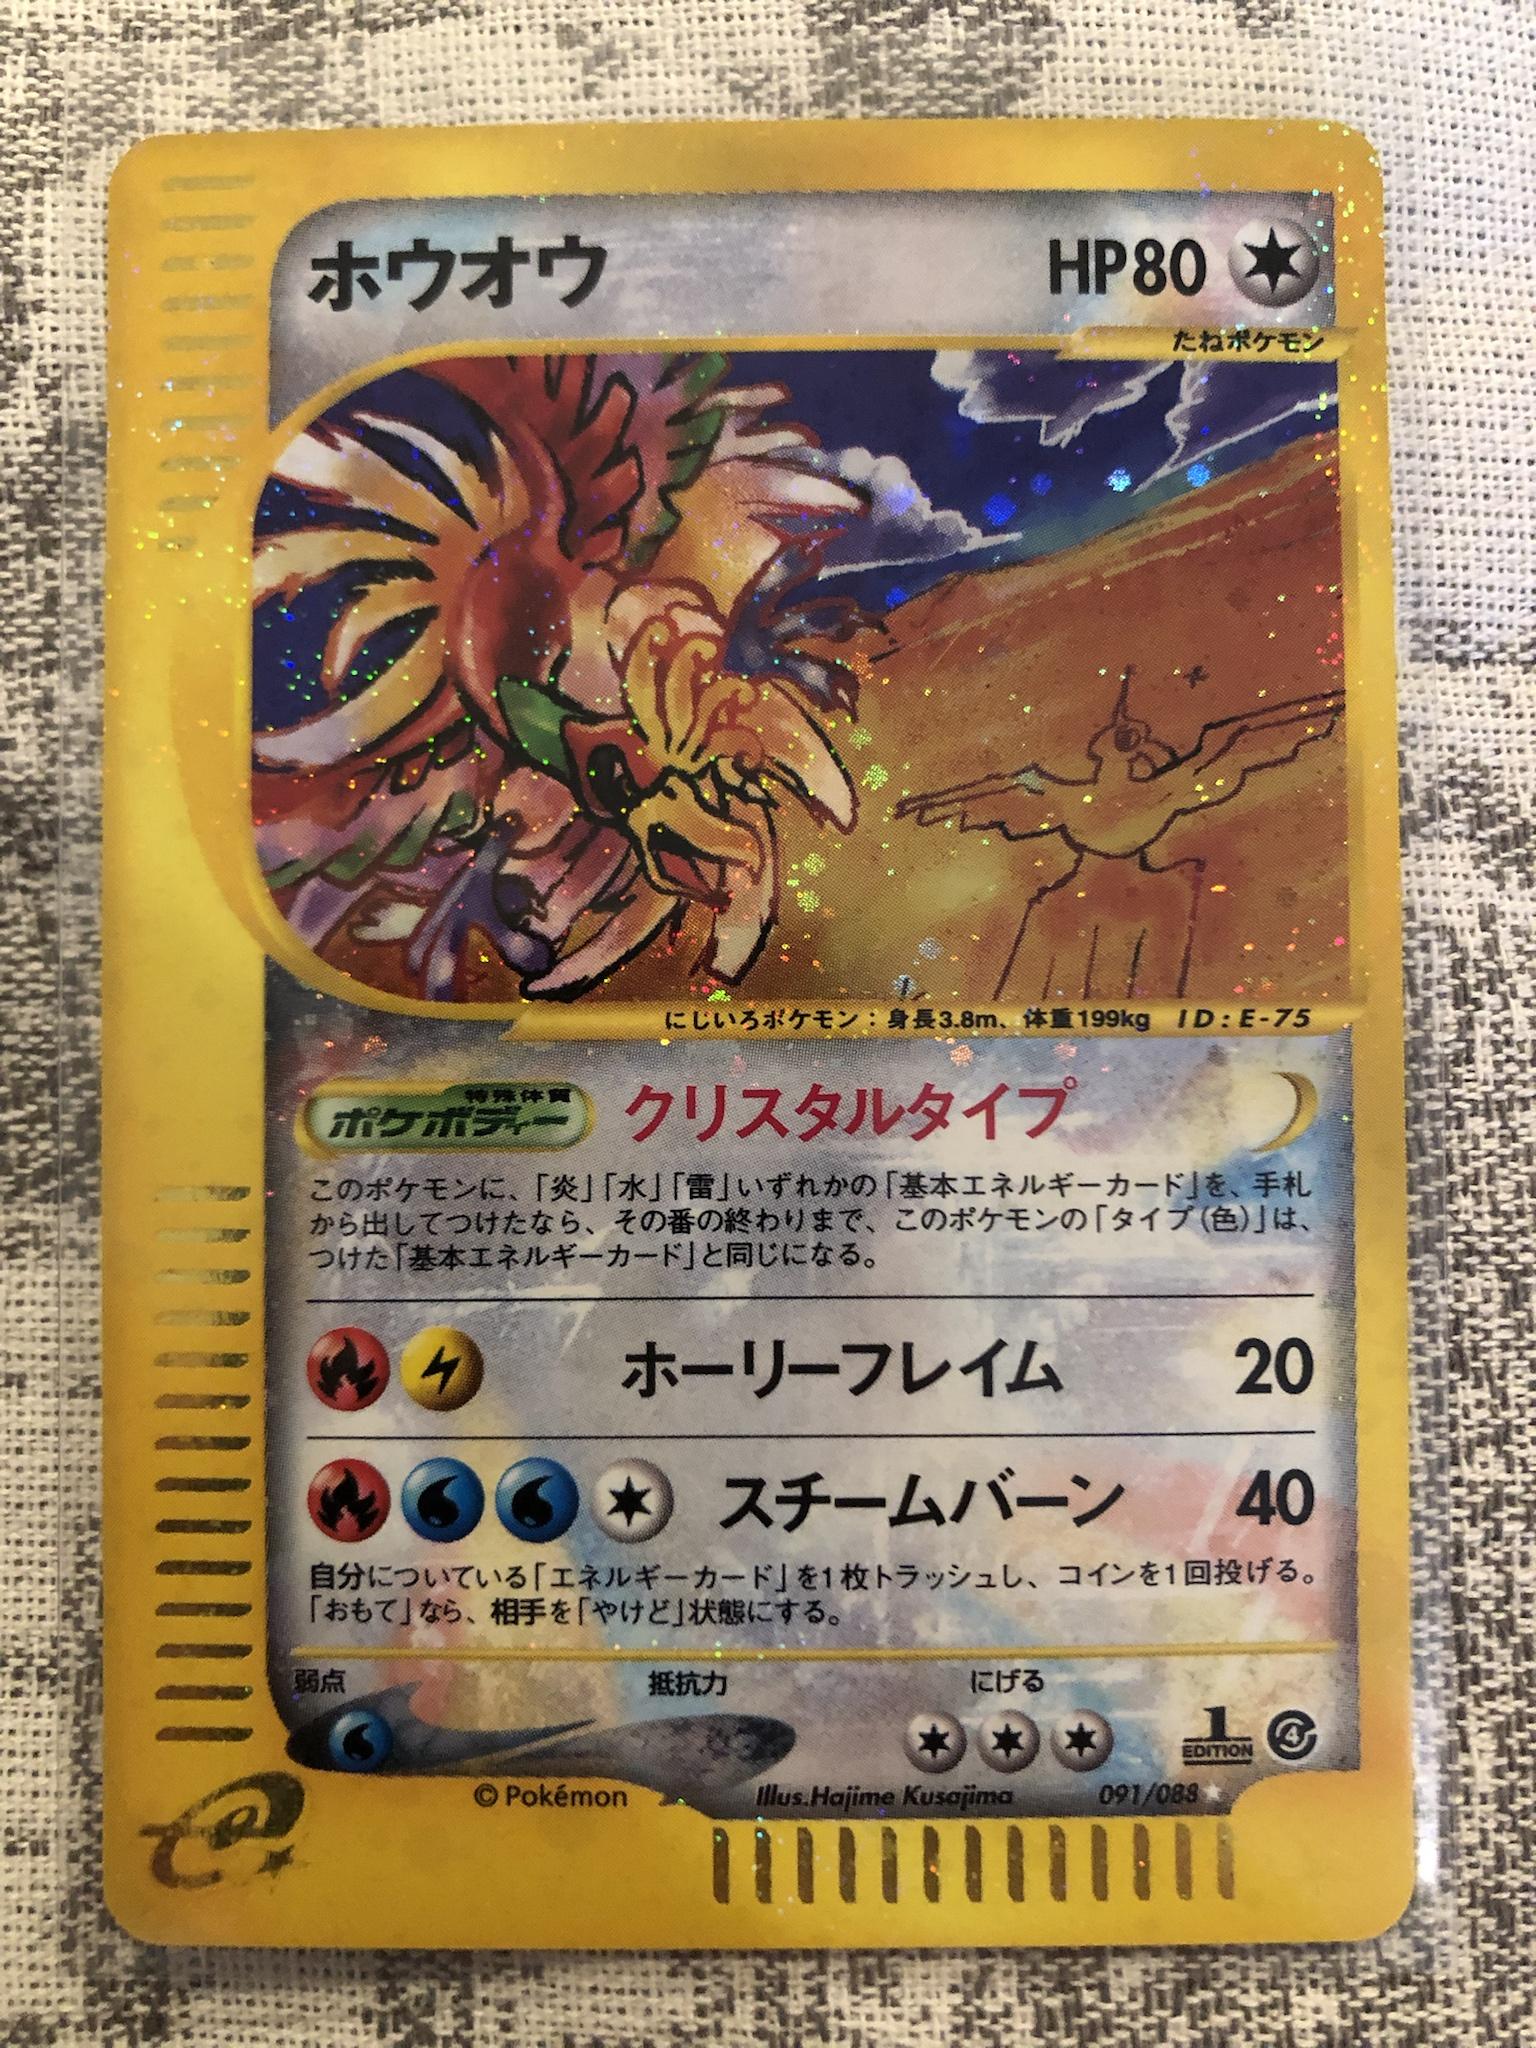 ホウオウ HP80
たねポケモン
にじいろポケモン：身長3.8m、体重199kg ID：E-75
特殊体質
ポケボディー クリスタルタイプ
このポケモンに、「炎」「水」「雷」いずれかの「基本エネルギーカード」を、手札
から出してつけたなら、その番の終わりまで、このポケモンの「タイプ（色）」は、
つけた「基本エネルギーカード」と同じになる。
ホーリーフレイム 20
スチームバーン 40
自分についている「エネルギーカード」を1枚トラッシュし、コインを1回投げる。
「おもて」なら、相手を「やけど」状態にする。
弱点 抵抗力 にげる
1
EDITION
4
© Pokémon Illus.Hajime Kusajima 091/088 ★
e